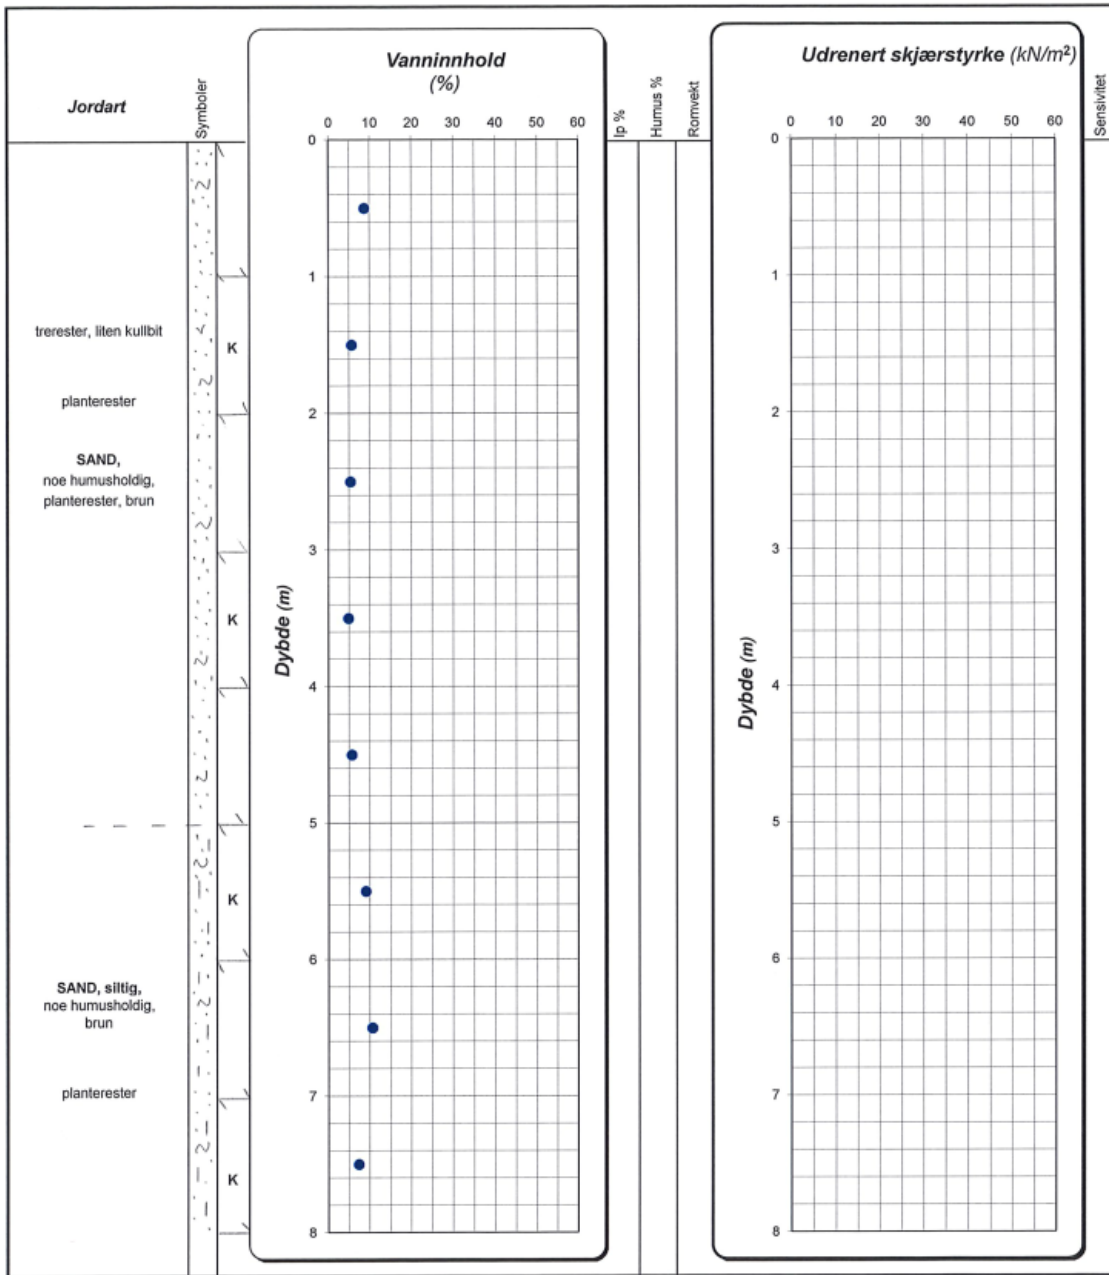 Jordart
Symboler
Vanninnhold
(%)
0 10 20 30 40 50 60
Ip %
Humus %
Romvekt
Udrenert skjærstyrke (kN/m²)
0 10 20 30 40 50 60
Sensivitet
0
1
2
3
4
5
6
7
8
Dybde (m)
0
1
2
3
4
5
6
7
8
Dybde (m)
trerester, liten kullbit
K
planterester
SAND,
noe humusholdig,
planterester, brun
K
K
SAND, siltig,
noe humusholdig,
brun
planterester
K